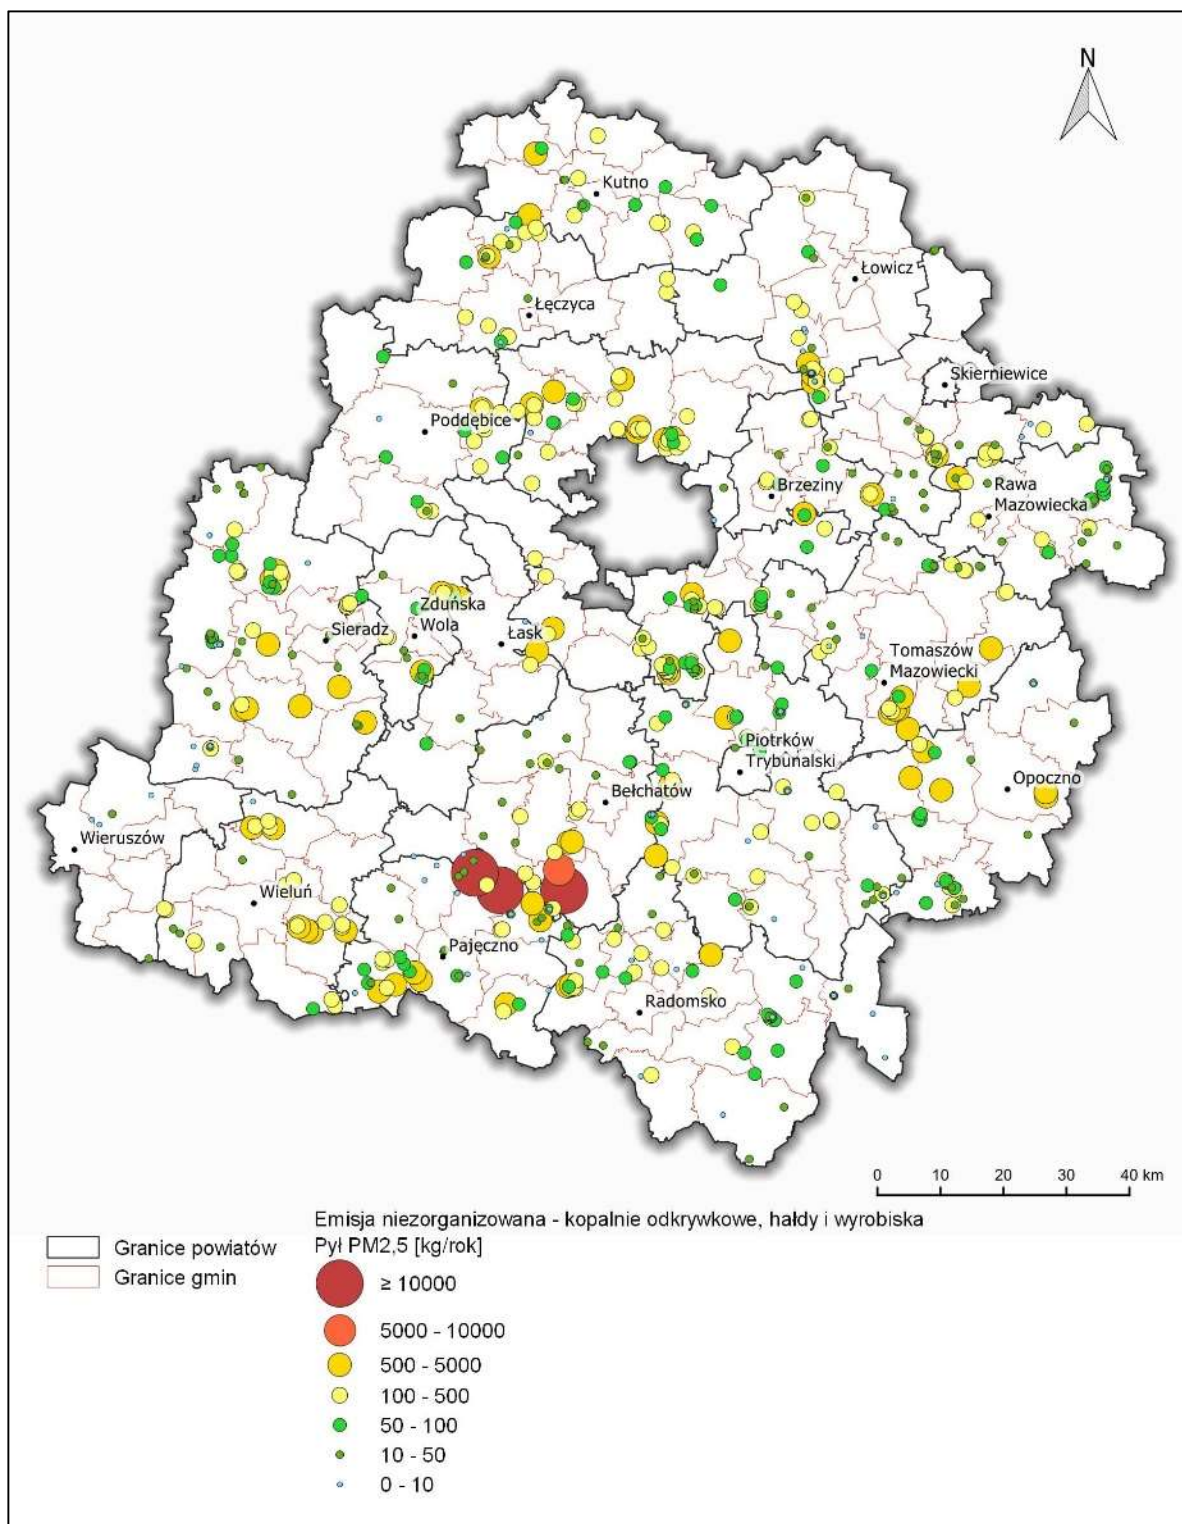 N
Kutno
Łowicz
Łęczyca
Skierniewice
Poddębice
Brzeziny
Rawa
Mazowiecka
Zduńska
Wola
Sieradz
Łask
Tomaszów
Mazowiecki
Piotrków
Trybunalski
Opoczno
Bełchatów
Wieruszów
Wieluń
Pajęczno
Radomsko
0 10 20 30 40 km
Emisja niezorganizowana - kopalnie odkrywkowe, hałdy i wyrobiska
Granice powiatów
Granice gmin
Pył PM2,5 [kg/rok]
≥ 10000
5000 - 10000
500 - 5000
100 - 500
50 - 100
10 - 50
0 - 10